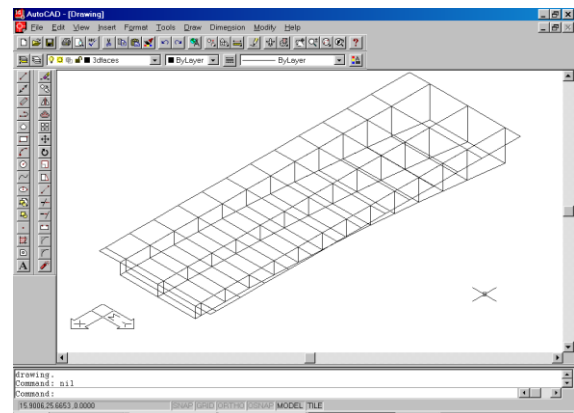 AutoCAD - [Drawing]
File Edit View Insert Format Tools Draw Dimension Modify Help
3dfaces ByLayer ByLayer
drawing.
Command: nil
Command:
15.9006,25.6653 ,0.0000 SNAP GRID ORTHO OSNAP MODEL TILE